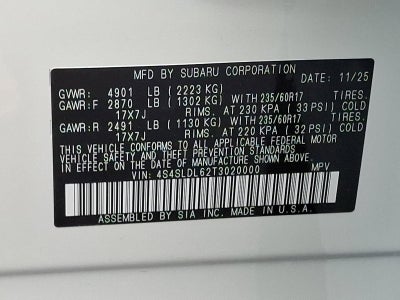 MFD BY SUBARU CORPORATION
DATE: 11/25
GVWR: 4901 LB ( 2223 KG)
GAWR:F 2870 LB ( 1302 KG) WITH 235/60R17 TIRES.
17X7J RIMS. AT 230 KPA ( 33 PSI) COLD
GAWR:R 2491 LB ( 1130 KG) WITH 235/60R17 TIRES.
17X7J RIMS. AT 220 KPA ( 32 PSI) COLD
THIS VEHICLE CONFORMS TO ALL APPLICABLE FEDERAL MOTOR
VEHICLE SAFETY, BUMPER, AND THEFT PREVENTION STANDARDS IN EFFECT
ON THE DATE OF MANUFACTURE SHOWN ABOVE.
VIN: 4S4SLDL62T3020000 MPV
ASSEMBLED BY SIA INC. MADE IN U.S.A.